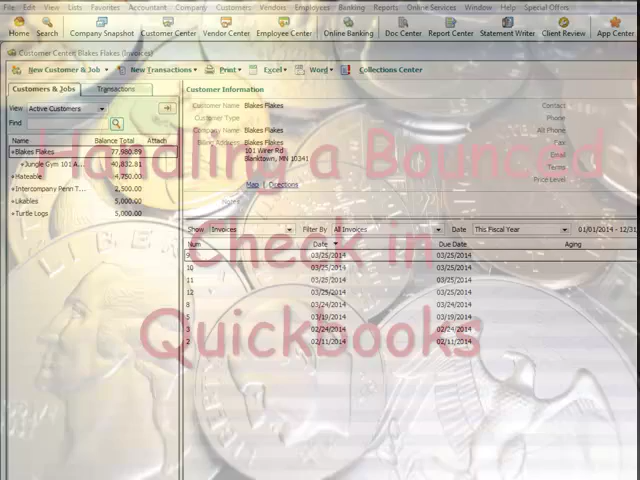 File Edit View Lists Favorites Accountant Company Customers Vendors Employees Banking Reports Online Services Window Help Special Offers
Home Search Company Snapshot Customer Center Vendor Center Employee Center Online Banking Doc Center Report Center Statement Writer Client Review App Center
Customer Center: Blakes Flakes (Invoices)
New Customer & Job New Transactions Print Excel Word Collections Center
Customers & Jobs Transactions
View Active Customers
Find
Name Balance Total Attach
Blakes Flakes 77,980.89
Jungle Gym 101 A... 40,832.81
Hateable 4,750.00
Intercompany Penn T... 2,500.00
Likables 5,000.00
Turtle Logs 5,000.00
Customer Information
Customer Name Blakes Flakes Contact
Customer Type Phone
Company Name Blakes Flakes Alt Phone
Billing Address Blakes Flakes Fax
101 Wirer Rd Email
Blanktown, MN 10341 Terms
Price Level
Map | Directions
Notes
Handling a Bounced
Check in
Quickbooks
Show Invoices Filter By All Invoices Date This Fiscal Year 01/01/2014 - 12/31
Num Date Due Date Aging
9 03/25/2014 03/25/2014
10 03/25/2014 03/25/2014
11 03/25/2014 03/25/2014
12 03/25/2014 03/25/2014
8 03/24/2014 03/24/2014
5 03/19/2014 03/19/2014
3 02/24/2014 02/24/2014
2 02/11/2014 02/11/2014